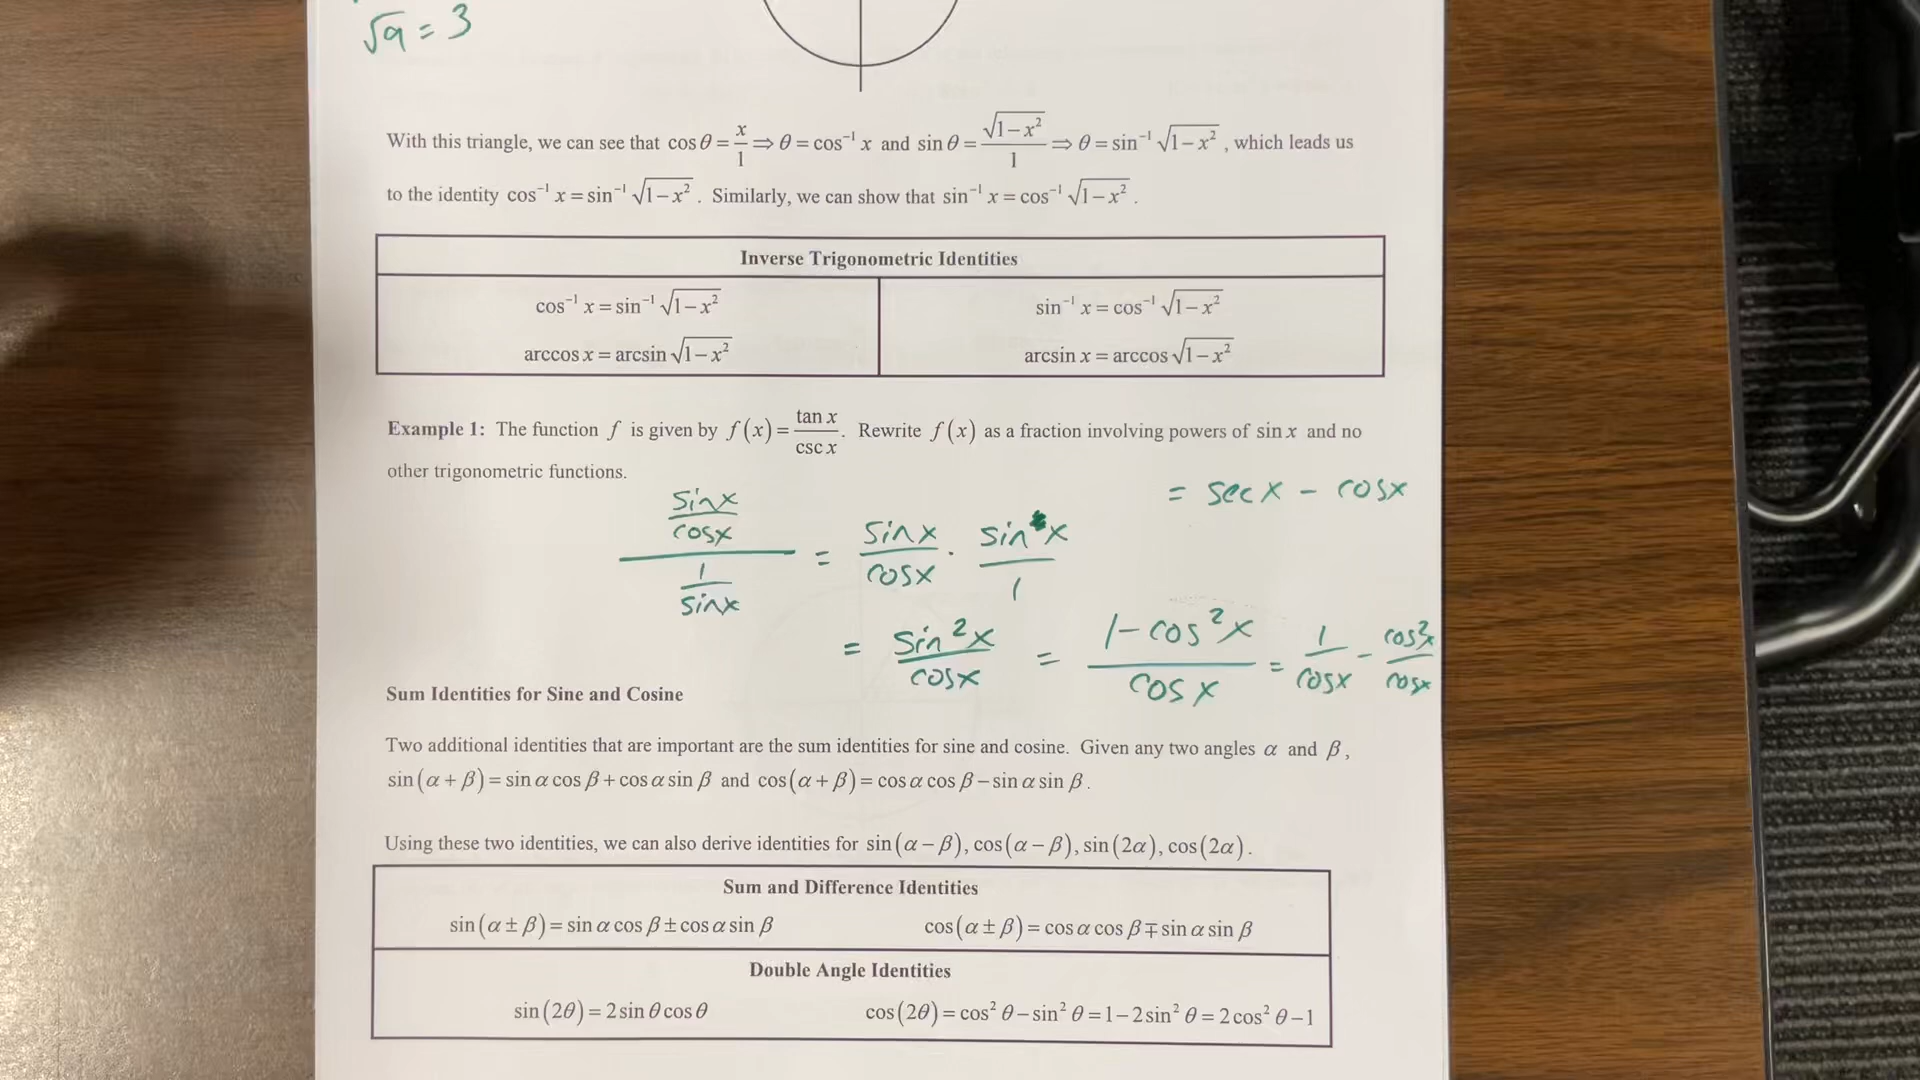 √9 = 3
With this triangle, we can see that cos θ = x/1 ⇒ θ = cos⁻¹ x and sin θ = √(1−x²)/1 ⇒ θ = sin⁻¹ √(1−x²), which leads us
to the identity cos⁻¹ x = sin⁻¹ √(1−x²). Similarly, we can show that sin⁻¹ x = cos⁻¹ √(1−x²).
Inverse Trigonometric Identities
cos⁻¹ x = sin⁻¹ √(1−x²)
arccos x = arcsin √(1−x²)
sin⁻¹ x = cos⁻¹ √(1−x²)
arcsin x = arccos √(1−x²)
Example 1: The function f is given by f(x) = tan x/csc x. Rewrite f(x) as a fraction involving powers of sin x and no
other trigonometric functions.
= sec x − cos x
(sin x/cos x)/(1/sin x) = sin x/cos x · sin x/1
= sin²x/cos x = (1−cos²x)/cos x = 1/cos x − cos²x/cos x
Sum Identities for Sine and Cosine
Two additional identities that are important are the sum identities for sine and cosine. Given any two angles α and β,
sin(α + β) = sin α cos β + cos α sin β and cos(α + β) = cos α cos β − sin α sin β.
Using these two identities, we can also derive identities for sin(α − β), cos(α − β), sin(2α), cos(2α).
Sum and Difference Identities
sin(α ± β) = sin α cos β ± cos α sin β cos(α ± β) = cos α cos β ∓ sin α sin β
Double Angle Identities
sin(2θ) = 2 sin θ cos θ cos(2θ) = cos² θ − sin² θ = 1 − 2 sin² θ = 2 cos² θ − 1